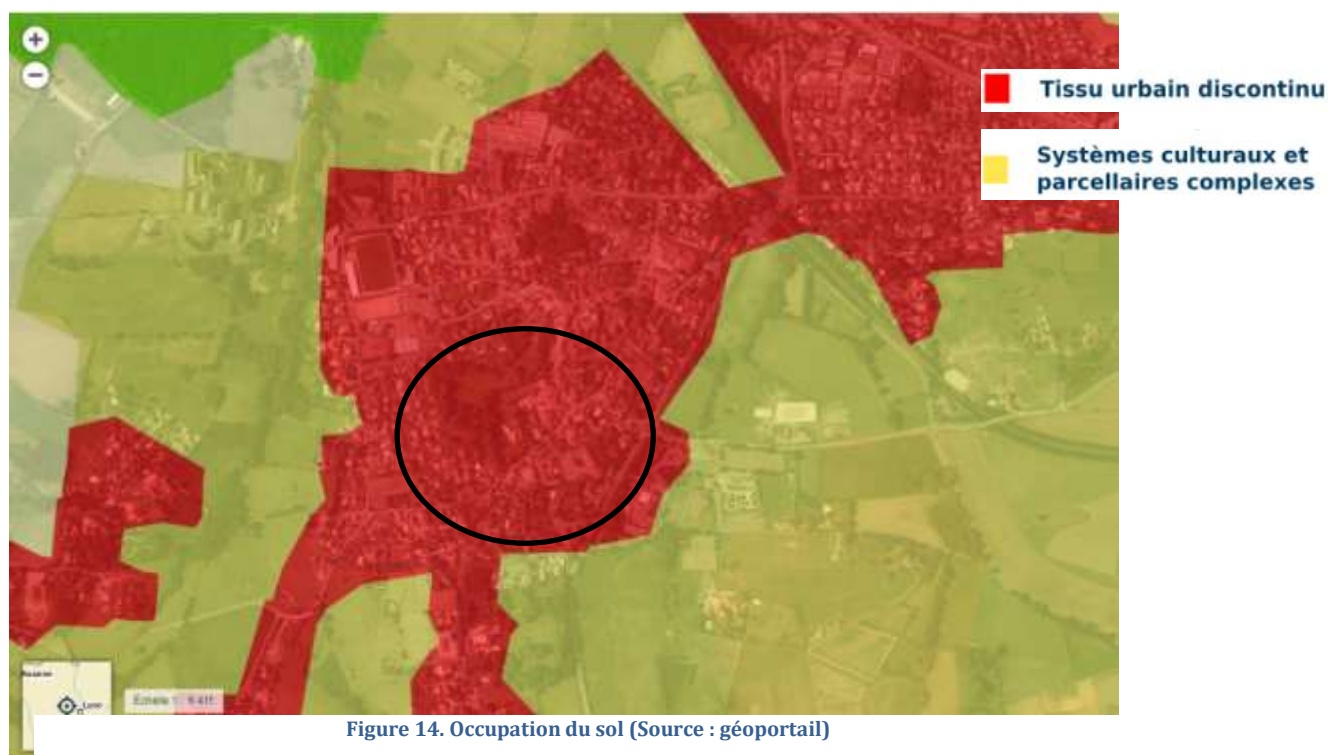 +
−
Tissu urbain discontinu
Systèmes culturaux et
parcellaires complexes
Figure 14. Occupation du sol (Source : géoportail)